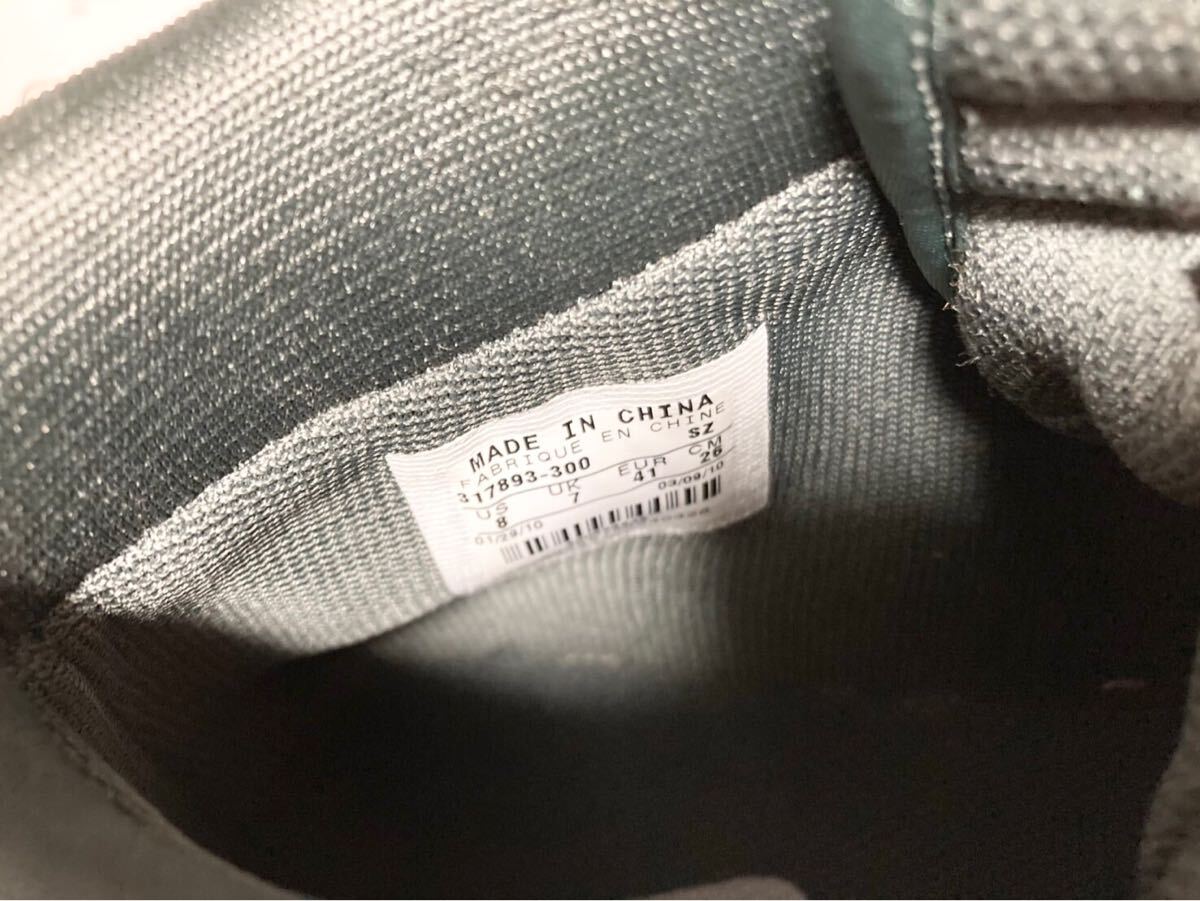 MADE IN CHINA
FABRIQUE EN CHINE
317893-300 SZ
US UK EUR CM
8 7 41 26
01/29/10 03/09/10